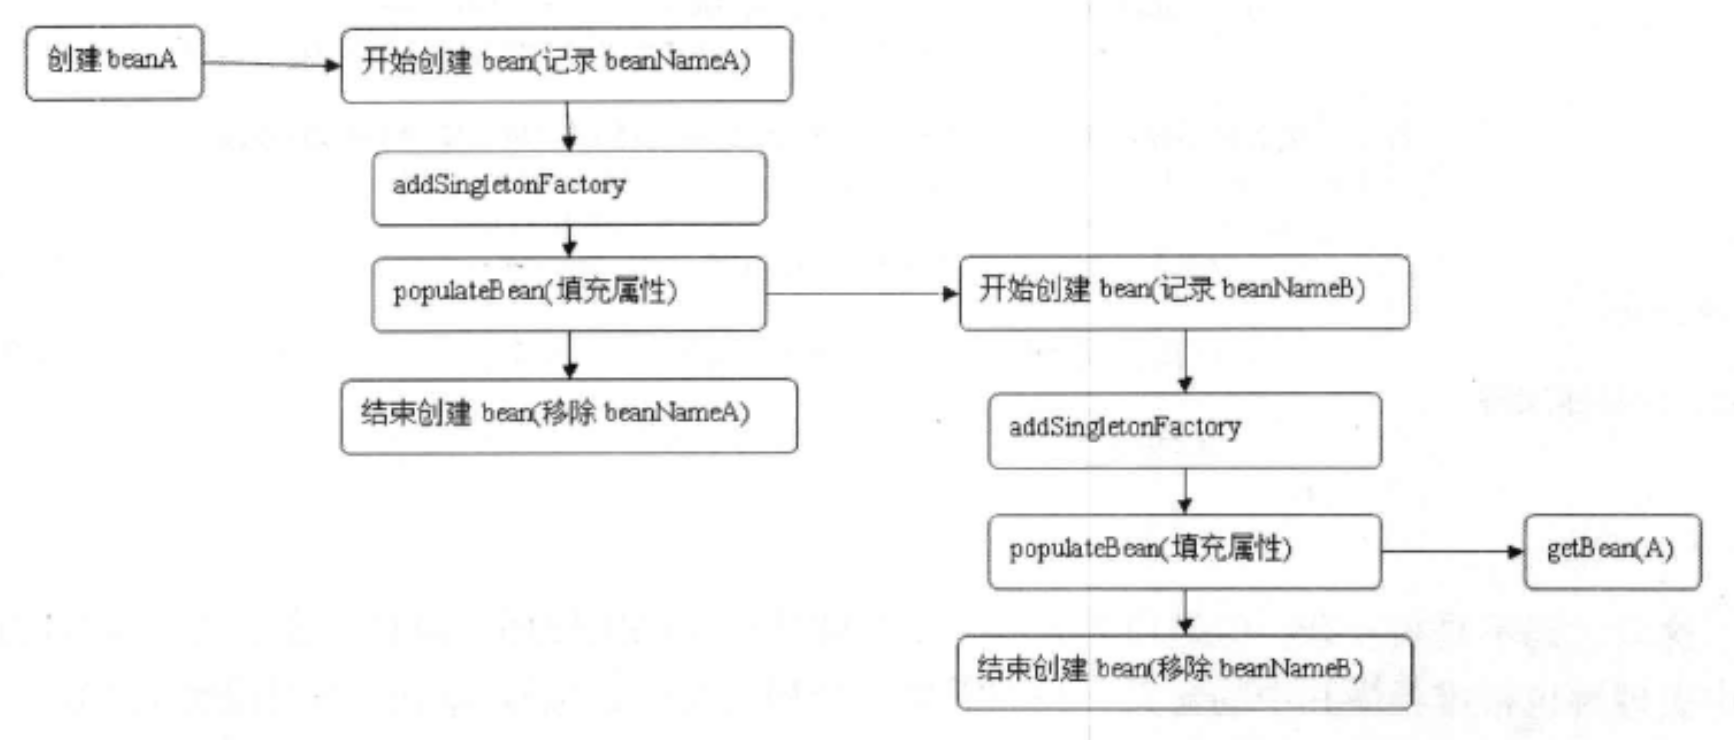 创建 beanA
开始创建 bean(记录 beanNameA)
addSingletonFactory
populateBean(填充属性)
结束创建 bean(移除 beanNameA)
开始创建 bean(记录 beanNameB)
addSingletonFactory
populateBean(填充属性)
getBean(A)
结束创建 bean(移除 beanNameB)